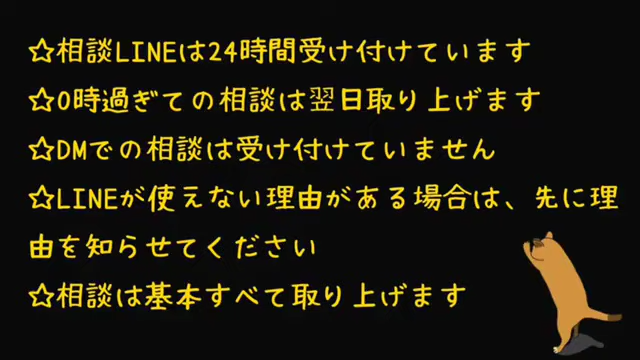 ☆相談LINEは24時間受け付けています
☆0時過ぎての相談は翌日取り上げます
☆DMでの相談は受け付けていません
☆LINEが使えない理由がある場合は、先に理
由を知らせてください
☆相談は基本すべて取り上げます